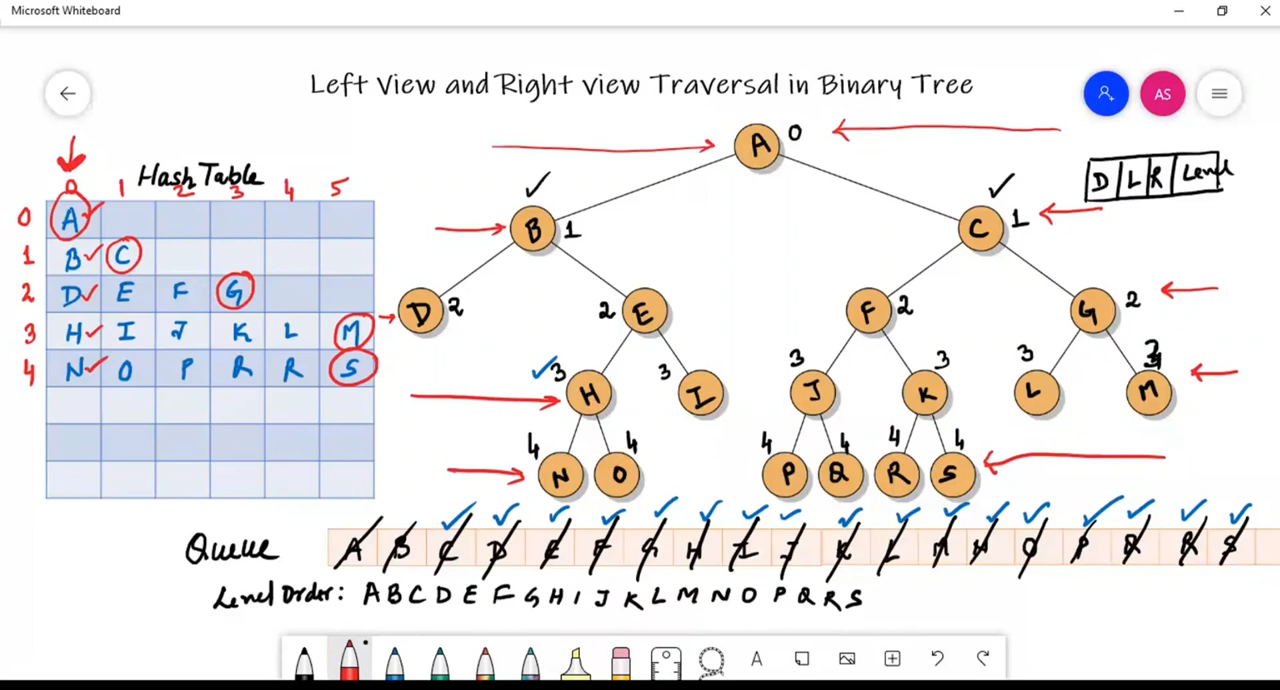 Microsoft Whiteboard
Left View and Right view Traversal in Binary Tree
AS
Hash Table
0 1 2 3 4 5
0 A
1 B C
2 D E F G
3 H I J K L M
4 N O P R R S
D L R Level
A 0
B 1 C 1
D 2 2 E F 2 G 2
3 H 3 I 3 J K 3 3 L M 3
4 N O 4 4 P Q 4 4 R S 4
Queue A B C D E F G H I J K L M N O P Q R S
Level Order: A B C D E F G H I J K L M N O P Q R S
A